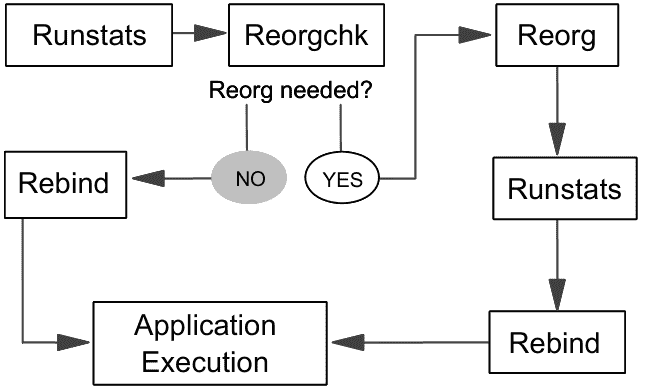 Runstats
Reorgchk
Reorg
Reorg needed?
NO
YES
Rebind
Runstats
Application
Execution
Rebind